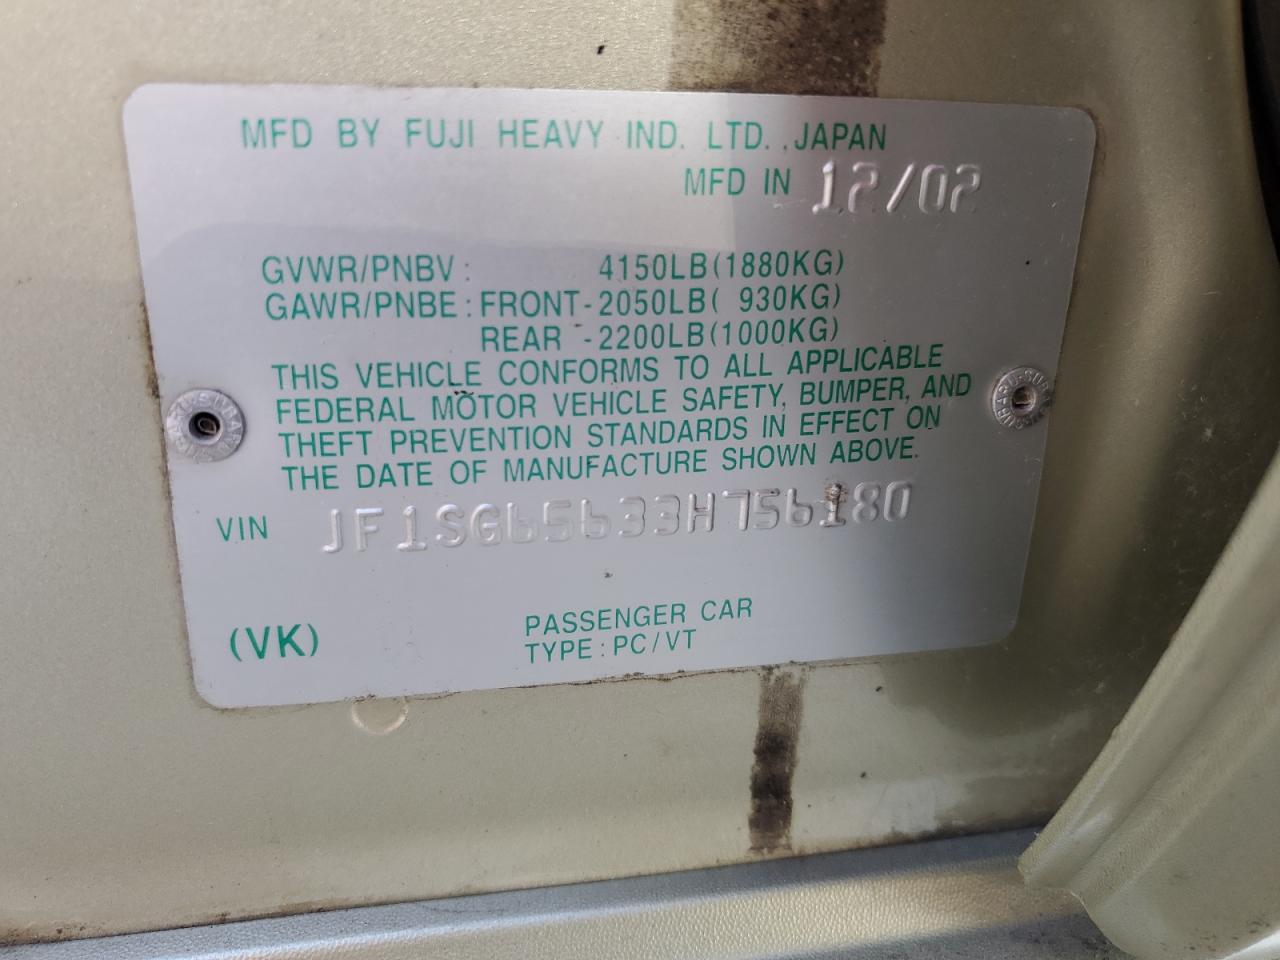 MFD BY FUJI HEAVY IND. LTD., JAPAN
MFD IN 12/02
GVWR/PNBV: 4150LB(1880KG)
GAWR/PNBE: FRONT-2050LB( 930KG)
REAR -2200LB(1000KG)
THIS VEHICLE CONFORMS TO ALL APPLICABLE
FEDERAL MOTOR VEHICLE SAFETY, BUMPER, AND
THEFT PREVENTION STANDARDS IN EFFECT ON
THE DATE OF MANUFACTURE SHOWN ABOVE.
VIN JF1SG65633H756180
(VK)
PASSENGER CAR
TYPE: PC/VT